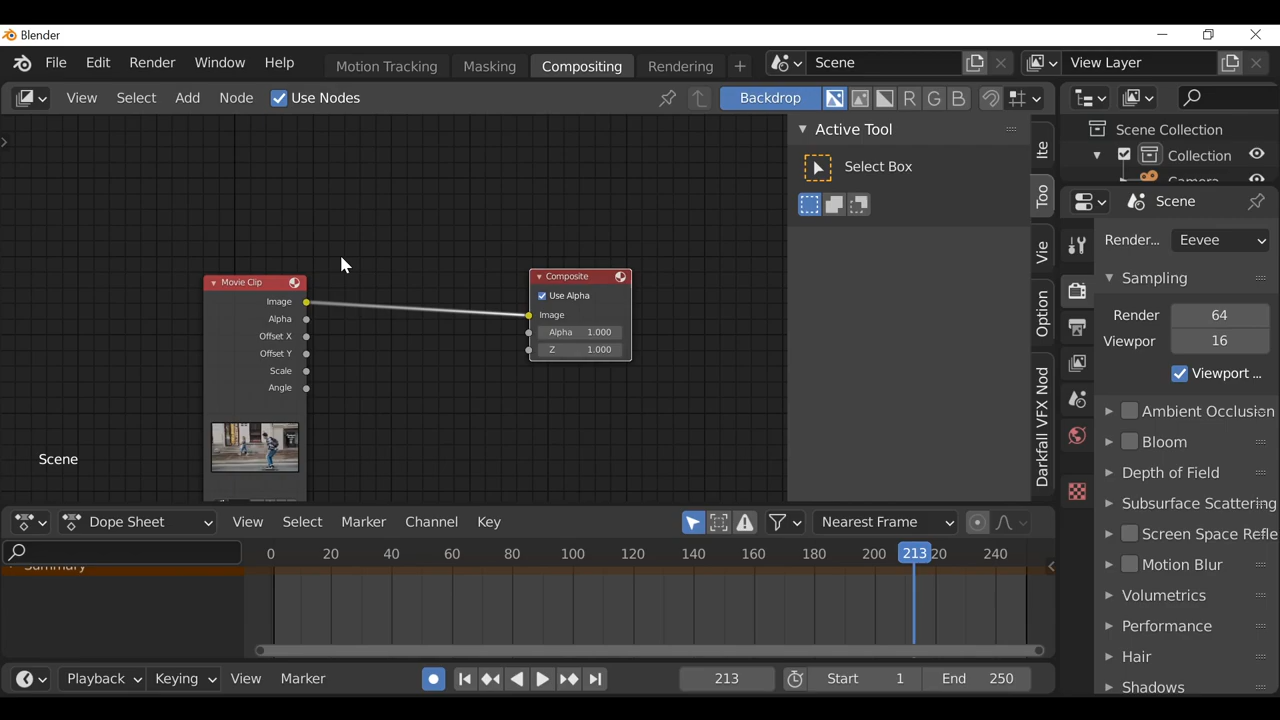 Blender
File Edit Render Window Help Motion Tracking Masking Compositing Rendering + Scene View Layer
View Select Add Node Use Nodes Backdrop R G B
Active Tool
Select Box
Ite
Too
Vie
Option
Darkfall VFX Nod
Movie Clip
Image
Alpha
Offset X
Offset Y
Scale
Angle
Composite
Use Alpha
Image
Alpha 1.000
Z 1.000
Scene
Scene Collection
Collection
Camera
Scene
Render... Eevee
Sampling
Render 64
Viewpor 16
Viewport ...
Ambient Occlusion
Bloom
Depth of Field
Subsurface Scattering
Screen Space Refle
Motion Blur
Volumetrics
Performance
Hair
Shadows
Dope Sheet View Select Marker Channel Key Nearest Frame
0 20 40 60 80 100 120 140 160 180 200 213 20 240
Summary
Playback Keying View Marker 213 Start 1 End 250